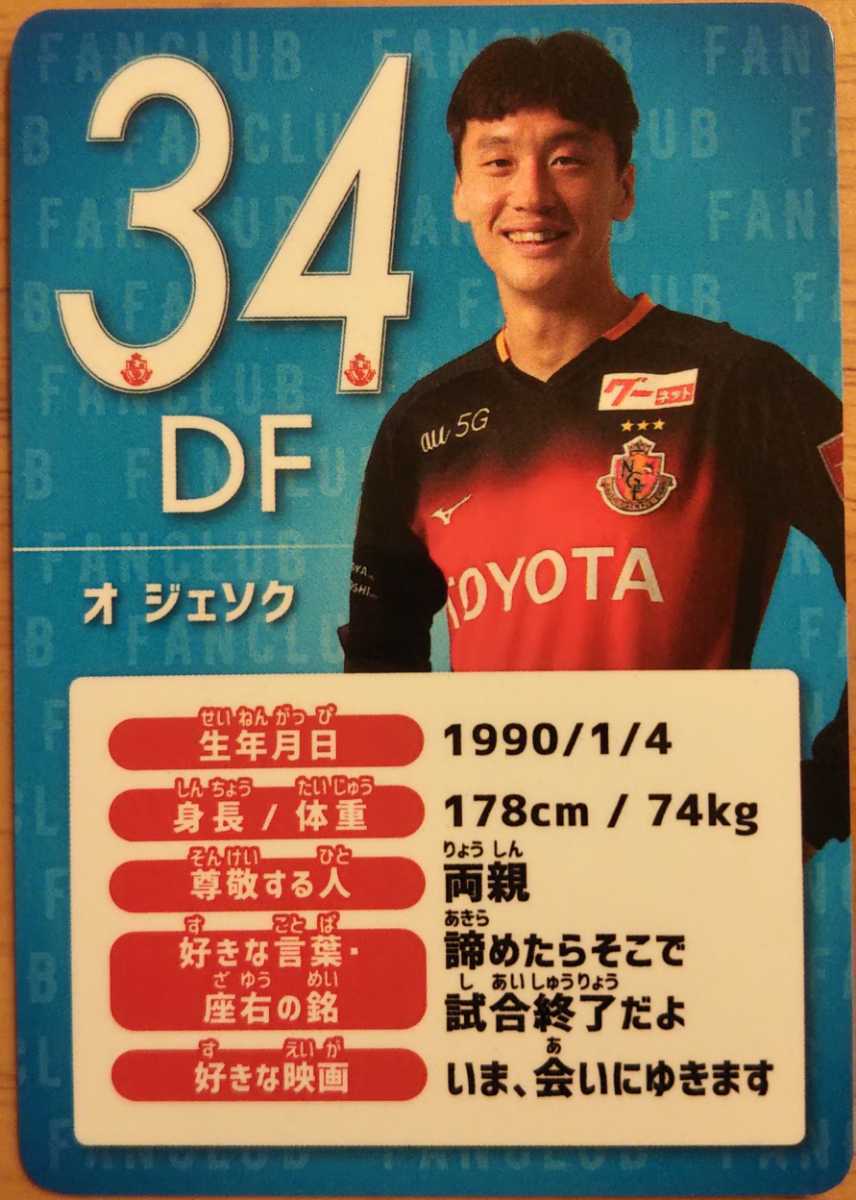 FANCLUB FANCLUB FAN
34
DF
オ ジェソク
au 5G
グーネット
TOYOTA
せいねんがっぴ
生年月日
1990/1/4
しんちょう たいじゅう
身長 / 体重
178cm / 74kg
そんけい ひと
尊敬する人
りょうしん
両親
す ことば
好きな言葉・
ざゆう めい
座右の銘
あきら
諦めたらそこで
しあいしゅうりょう
試合終了だよ
す えいが
好きな映画
あ
いま、会いにゆきます